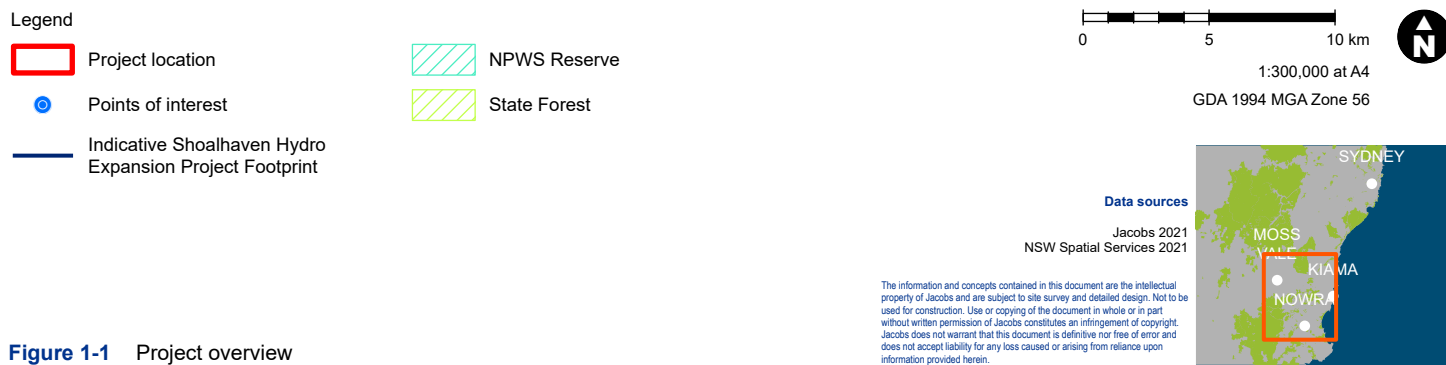 Legend
Project location
Points of interest
Indicative Shoalhaven Hydro
Expansion Project Footprint
NPWS Reserve
State Forest
0 5 10 km
N
1:300,000 at A4
GDA 1994 MGA Zone 56
Data sources
Jacobs 2021
NSW Spatial Services 2021
The information and concepts contained in this document are the intellectual
property of Jacobs and are subject to site survey and detailed design. Not to be
used for construction. Use or copying of the document in whole or in part
without written permission of Jacobs constitutes an infringement of copyright.
Jacobs does not warrant that this document is definitive nor free of error and
does not accept liability for any loss caused or arising from reliance upon
information provided herein.
SYDNEY
MOSS
VALE
KIAMA
NOWRA
Figure 1-1 Project overview